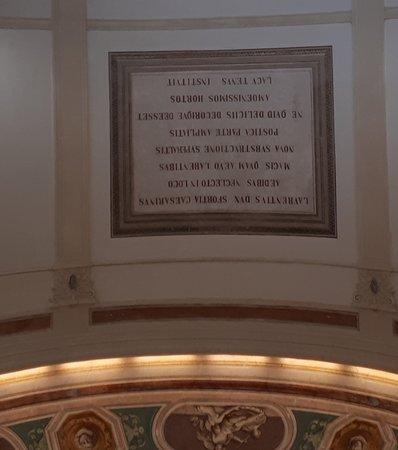 LAVRENTIVS DVX SFORTIA CAESARINVS
AEDIBVS NEGLECTO IN LOCO
MAGIS QVAM AEVO LABENTIBVS
NOVA SVBSTRVCTIONE SVFFVLTIS
POSTICA PARTE AMPLIATIS
NE QVID DELICIIS DECORIQVE DEESSET
AMOENISSIMOS HORTOS
LACV TENVS INSTITVIT